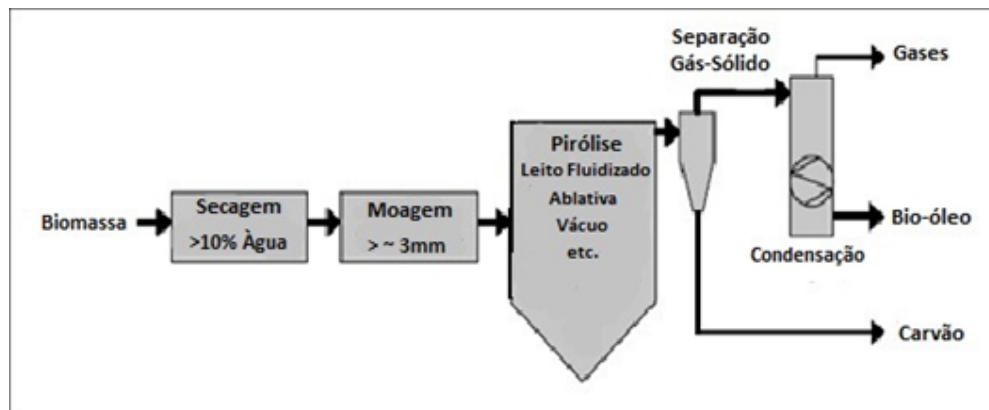 Biomassa
Secagem
>10% Àgua
Moagem
> ~ 3mm
Pirólise
Leito Fluidizado
Ablativa
Vácuo
etc.
Separação
Gás-Sólido
Gases
Bio-óleo
Condensação
Carvão